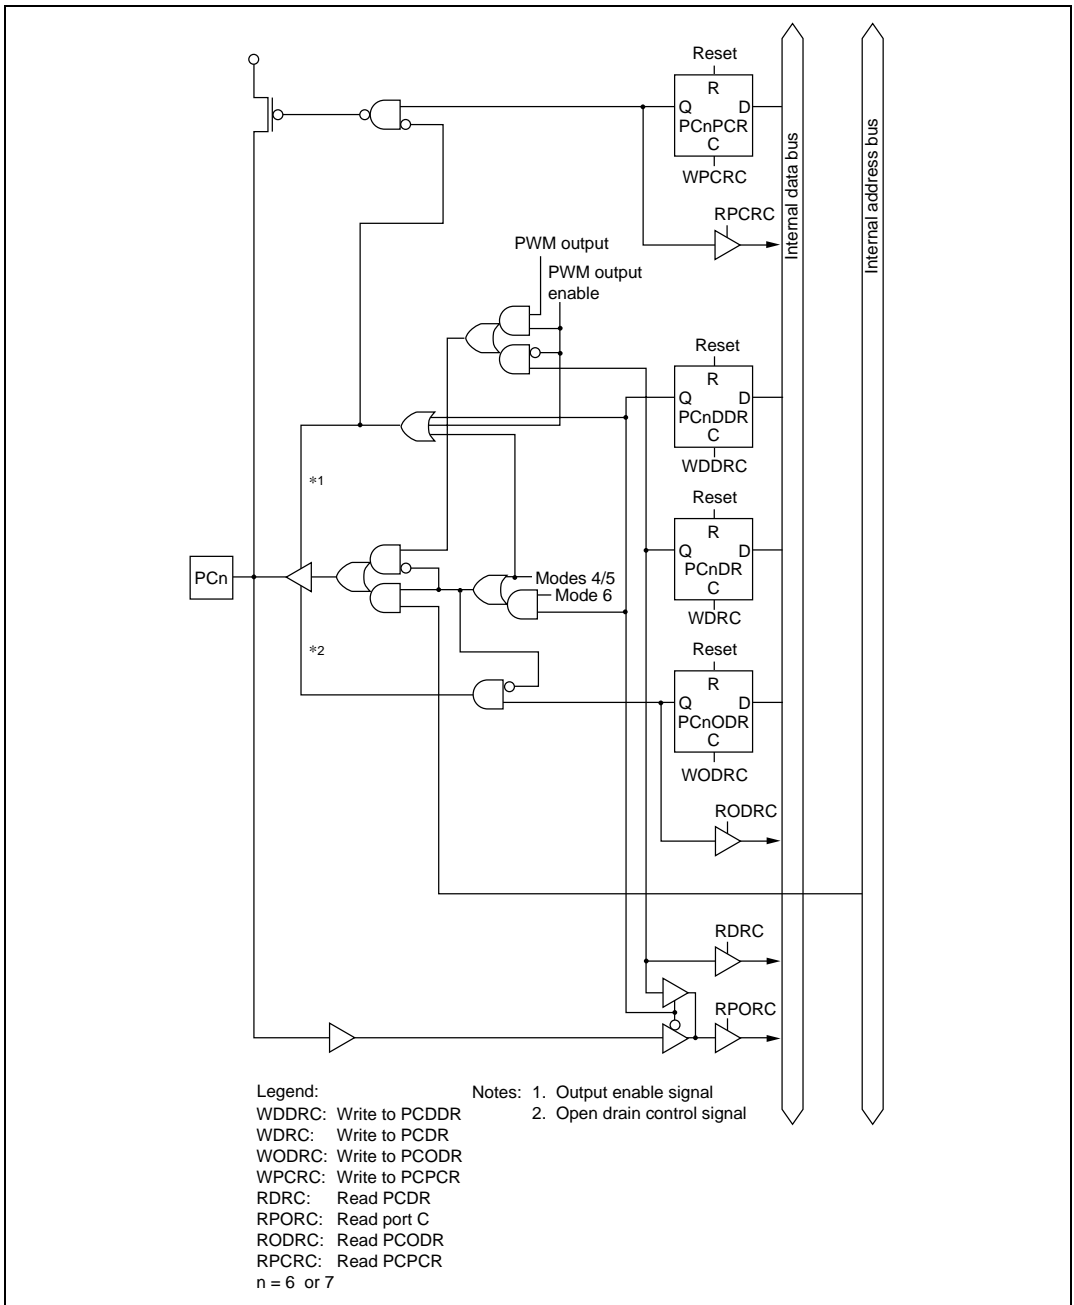 Reset
R
Q D
PCnPCR
C
WPCRC
RPCRC
Internal data bus
Internal address bus
PWM output
PWM output
enable
Reset
R
Q D
PCnDDR
C
WDDRC
*1
Reset
R
Q D
PCnDR
C
WDRC
PCn
Modes 4/5
Mode 6
*2
Reset
R
Q D
PCnODR
C
WODRC
RODRC
RDRC
RPORC
Legend:
WDDRC: Write to PCDDR
WDRC: Write to PCDR
WODRC: Write to PCODR
WPCRC: Write to PCPCR
RDRC: Read PCDR
RPORC: Read port C
RODRC: Read PCODR
RPCRC: Read PCPCR
n = 6 or 7
Notes: 1. Output enable signal
2. Open drain control signal